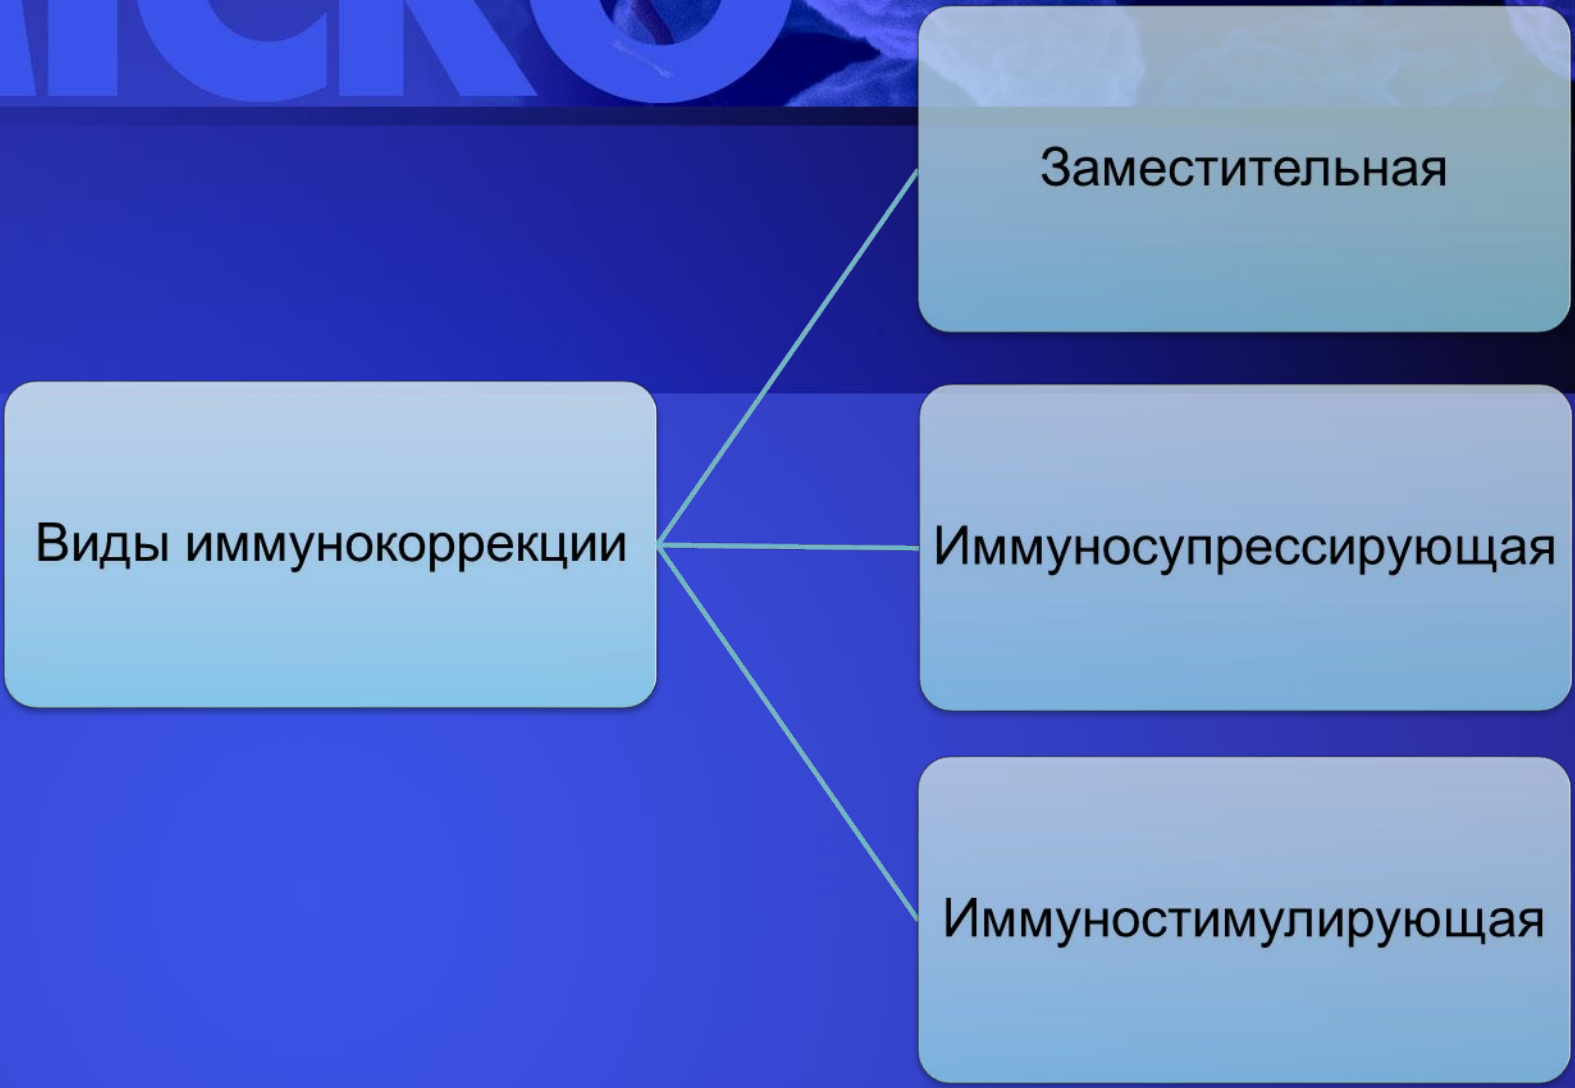 Заместительная
Виды иммунокоррекции
Иммуносупрессирующая
Иммуностимулирующая